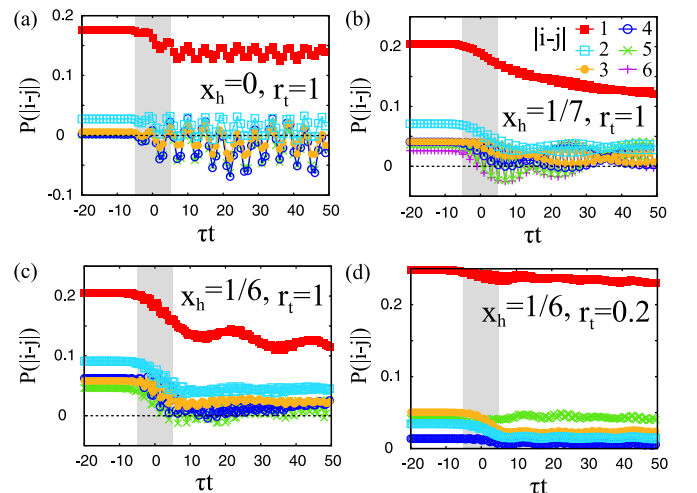 (a)
P(|i-j|)
0.2
0.1
0
-0.1
x_h=0, r_t=1
-20 -10 0 10 20 30 40 50
τt
(b)
P(|i-j|)
0.2
0.1
0
|i-j|
1 4
2 5
3 6
x_h=1/7, r_t=1
-20 -10 0 10 20 30 40 50
τt
(c)
P(|i-j|)
0.2
0.1
0
x_h=1/6, r_t=1
-20 -10 0 10 20 30 40 50
τt
(d)
P(|i-j|)
0.2
0.1
0
x_h=1/6, r_t=0.2
-20 -10 0 10 20 30 40 50
τt